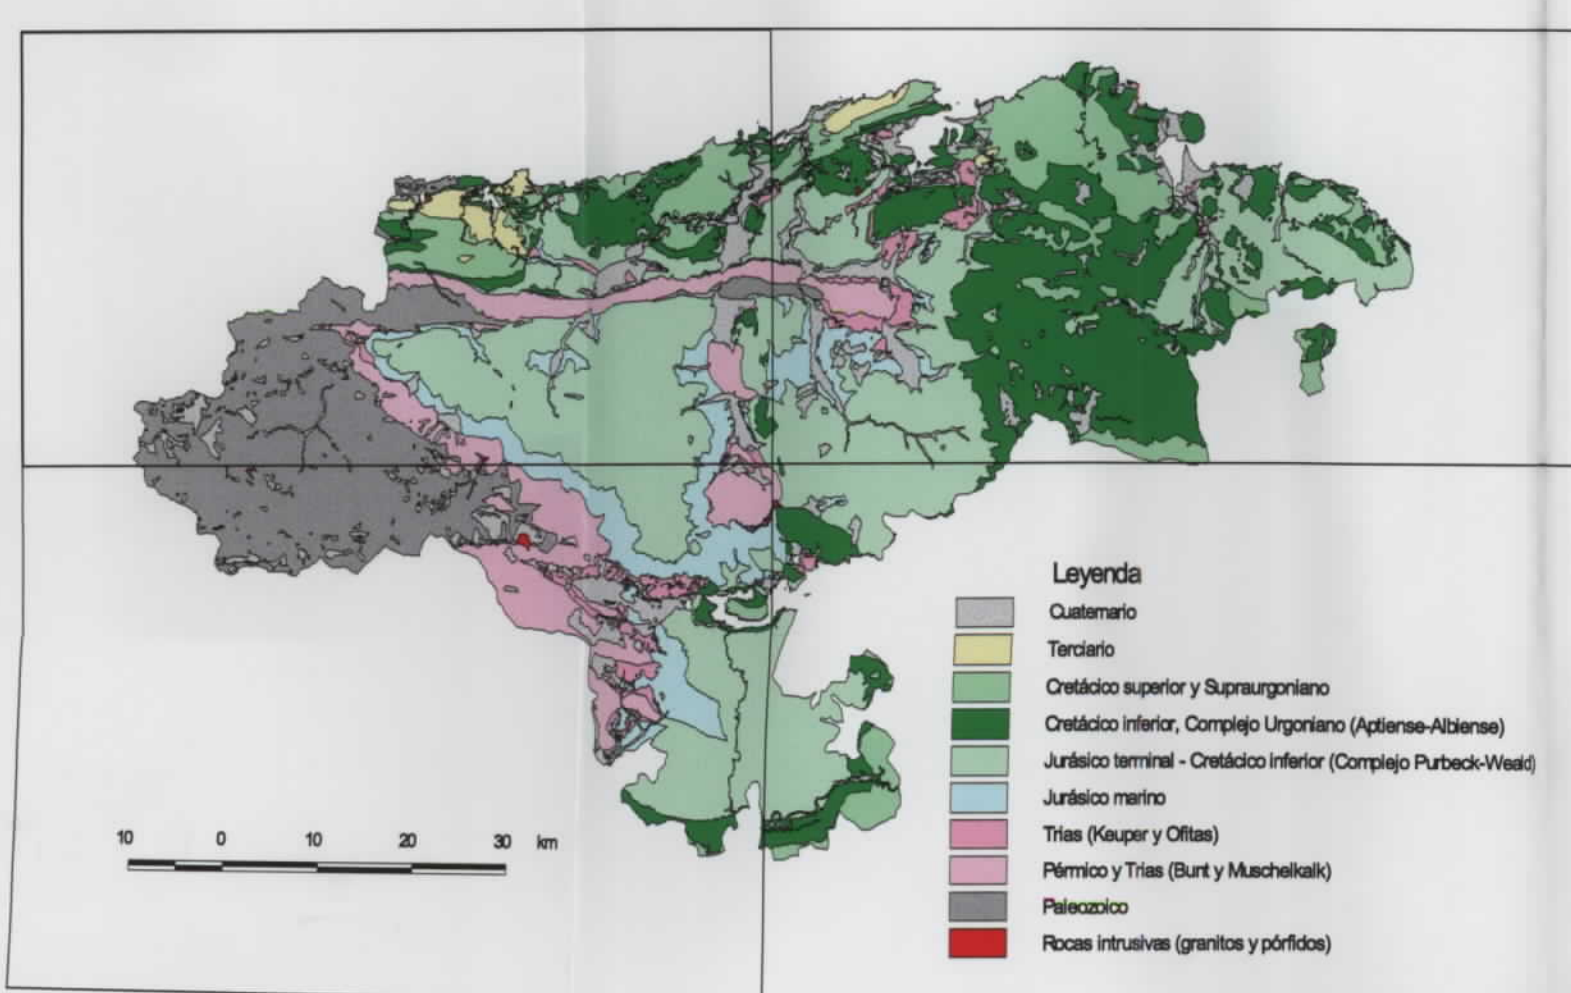 Leyenda
Cuaternario
Terciario
Cretácico superior y Supraurgoniano
Cretácico inferior, Complejo Urgoniano (Aptiense-Albiense)
Jurásico terminal - Cretácico inferior (Complejo Purbeck-Weald)
Jurásico marino
Trias (Keuper y Ofitas)
Pérmico y Trias (Bunt y Muschelkalk)
Paleozoico
Rocas intrusivas (granitos y pórfidos)
10 0 10 20 30 km